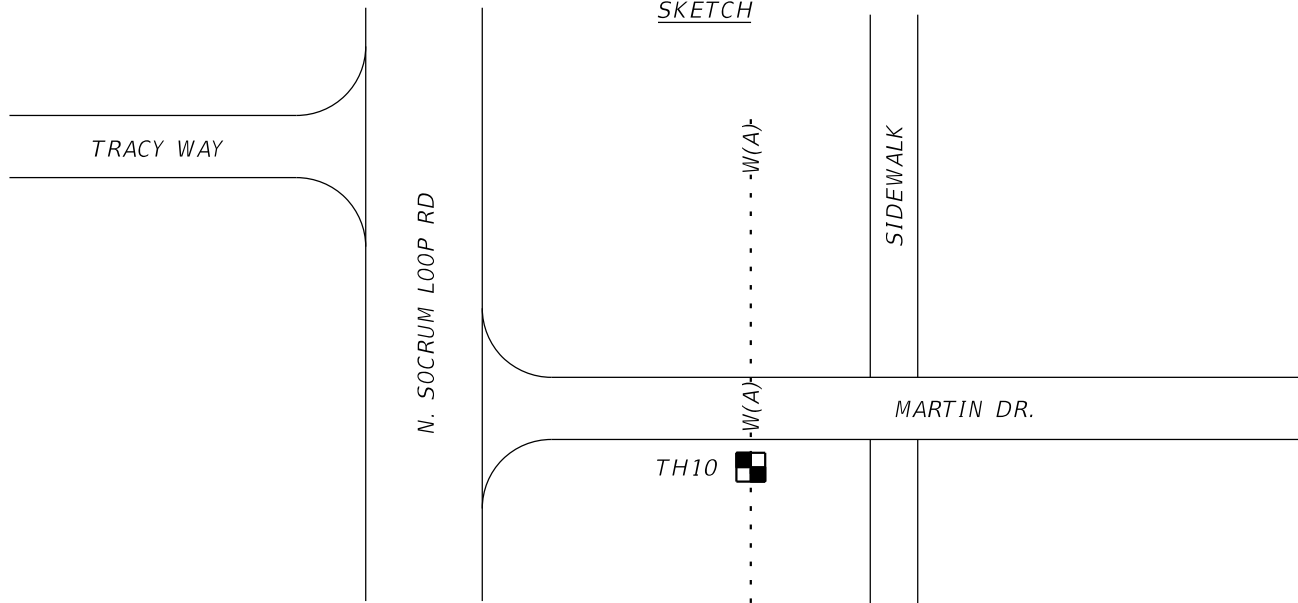 SKETCH
TRACY WAY
N. SOCRUM LOOP RD
W(A)
SIDEWALK
W(A)
MARTIN DR.
TH10